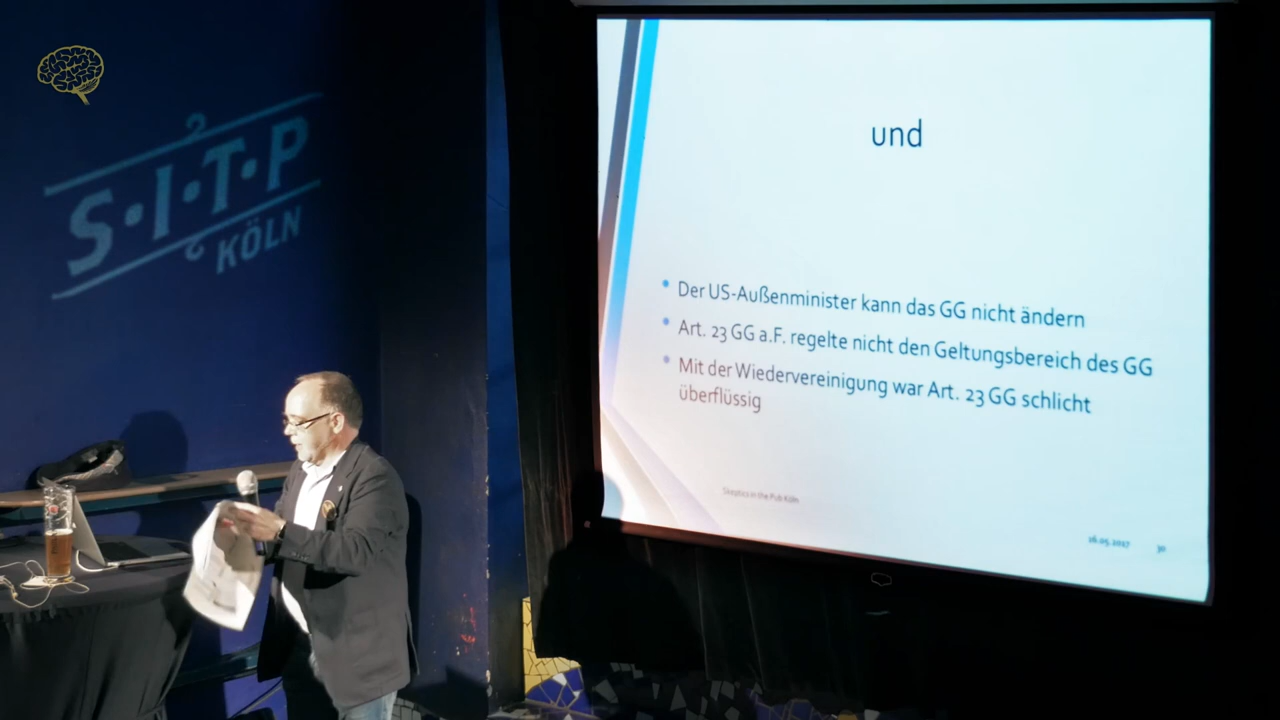 S·I·T·P
KÖLN
und
• Der US-Außenminister kann das GG nicht ändern
• Art. 23 GG a.F. regelte nicht den Geltungsbereich des GG
• Mit der Wiedervereinigung war Art. 23 GG schlicht
überflüssig
Skeptics in the Pub Köln
16.05.2017
30